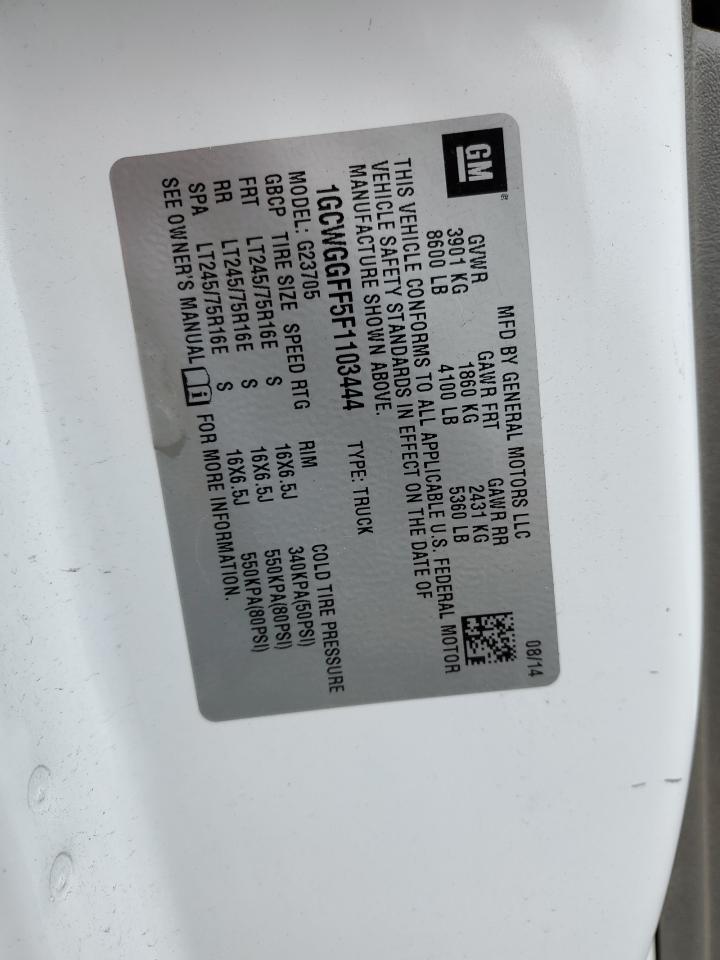 GM ®
MFD BY GENERAL MOTORS LLC 08/14
GVWR GAWR FRT GAWR RR
3901 KG 1860 KG 2431 KG
8600 LB 4100 LB 5360 LB
THIS VEHICLE CONFORMS TO ALL APPLICABLE U.S. FEDERAL MOTOR
VEHICLE SAFETY STANDARDS IN EFFECT ON THE DATE OF
MANUFACTURE SHOWN ABOVE.
1GCWGGFF5F1103444 TYPE: TRUCK
MODEL: G23705
GBCP TIRE SIZE SPEED RTG RIM COLD TIRE PRESSURE
FRT LT245/75R16E S 16X6.5J 340KPA(50PSI)
RR LT245/75R16E S 16X6.5J 550KPA(80PSI)
SPA LT245/75R16E S 16X6.5J 550KPA(80PSI)
SEE OWNER'S MANUAL i FOR MORE INFORMATION.